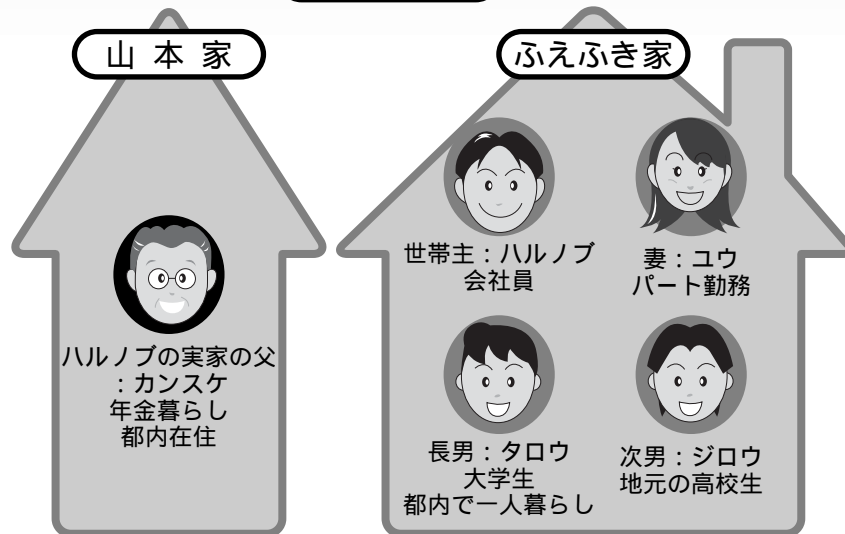 山本家
ハルノブの実家の父
：カンスケ
年金暮らし
都内在住
ふえふき家
世帯主：ハルノブ
会社員
妻：ユウ
パート勤務
長男：タロウ
大学生
都内で一人暮らし
次男：ジロウ
地元の高校生